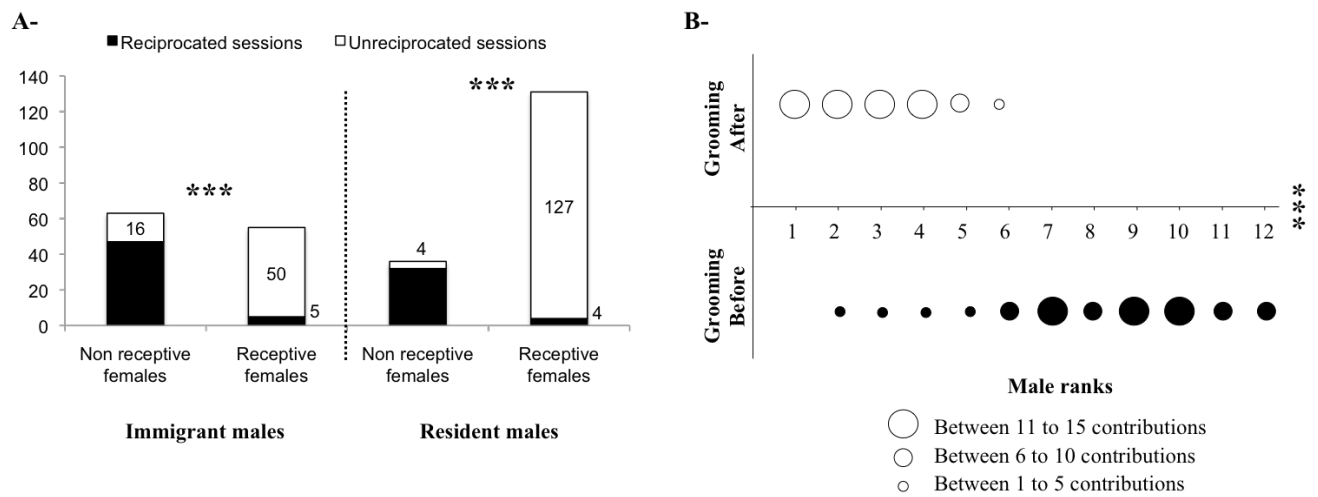 A-
Reciprocated sessions
Unreciprocated sessions
140
120
100
80
60
40
20
0
***
***
16
50
5
4
127
4
Non receptive
females
Receptive
females
Non receptive
females
Receptive
females
Immigrant males
Resident males
B-
Grooming
After
1 2 3 4 5 6 7 8 9 10 11 12
***
Grooming
Before
Male ranks
Between 11 to 15 contributions
Between 6 to 10 contributions
Between 1 to 5 contributions